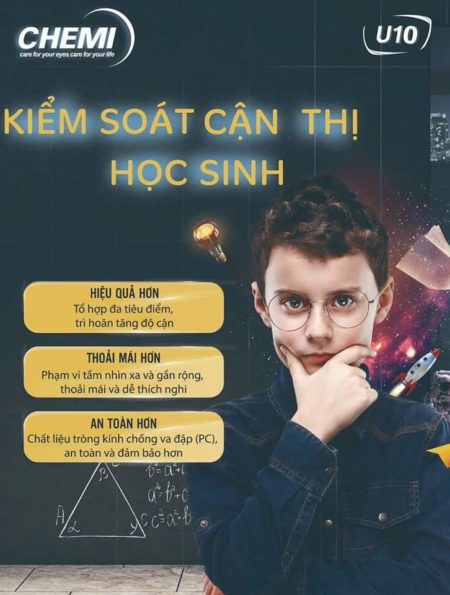 CHEMI
care for your eyes.care for your life
U10
KIỂM SOÁT CẬN THỊ
HỌC SINH
HIỆU QUẢ HƠN
Tổ hợp đa tiêu điểm,
trì hoãn tăng độ cận
THOẢI MÁI HƠN
Phạm vi tầm nhìn xa và gần rộng,
thoải mái và dễ thích nghi
AN TOÀN HƠN
Chất liệu tròng kính chống va đập (PC),
an toàn và đảm bảo hơn